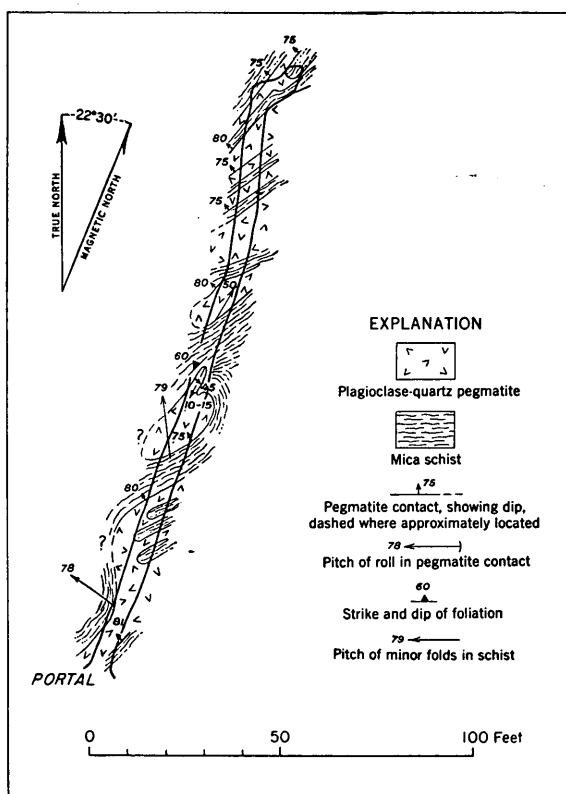 75
75
22°30'
TRUE NORTH
MAGNETIC NORTH
80
75
75
80
50
60
45
79
10-15
?
75
80
?
78
81
PORTAL
EXPLANATION
Plagioclase-quartz pegmatite
Mica schist
75
Pegmatite contact, showing dip,
dashed where approximately located
78
Pitch of roll in pegmatite contact
60
Strike and dip of foliation
79
Pitch of minor folds in schist
0 50 100 Feet